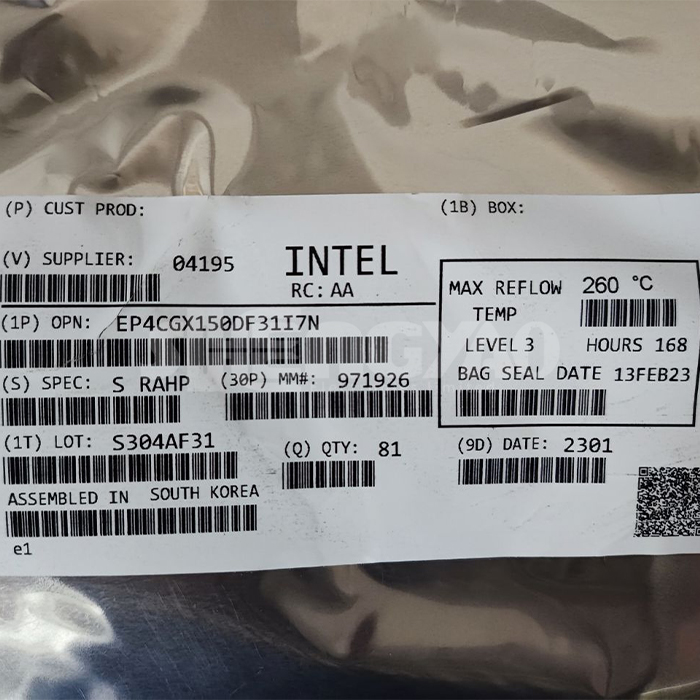 (P) CUST PROD:
(1B) BOX:
(V) SUPPLIER: 04195
INTEL
RC: AA
(1P) OPN: EP4CGX150DF31I7N
(S) SPEC: S RAHP
(30P) MM#: 971926
(1T) LOT: S304AF31
(Q) QTY: 81
(9D) DATE: 2301
ASSEMBLED IN SOUTH KOREA
e1
MAX REFLOW 260 °C
TEMP
LEVEL 3 HOURS 168
BAG SEAL DATE 13FEB23